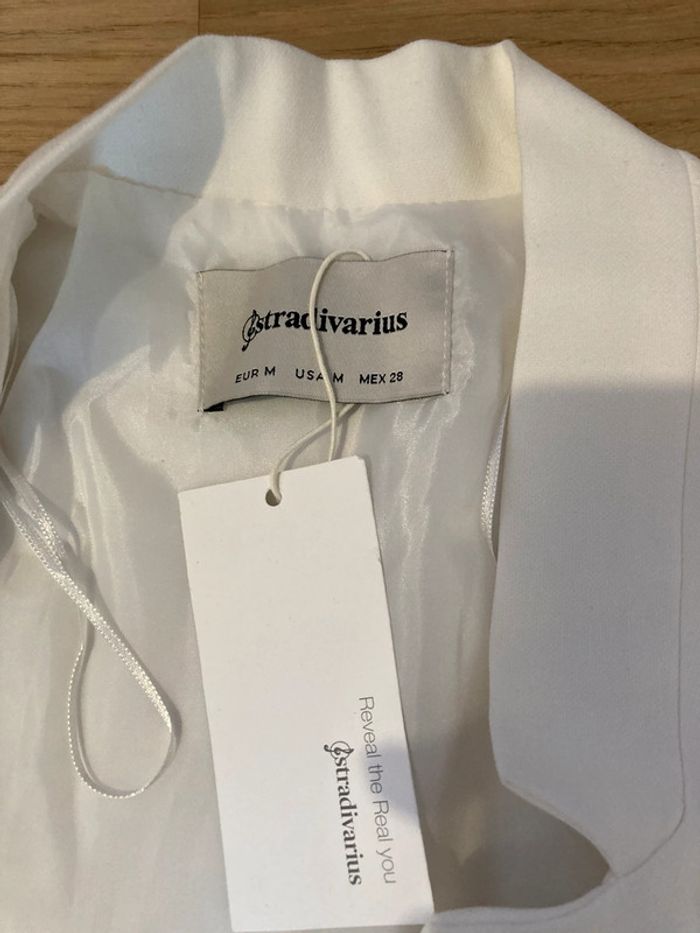 Stradivarius
EUR M USA M MEX 28
Reveal the Real you
Stradivarius